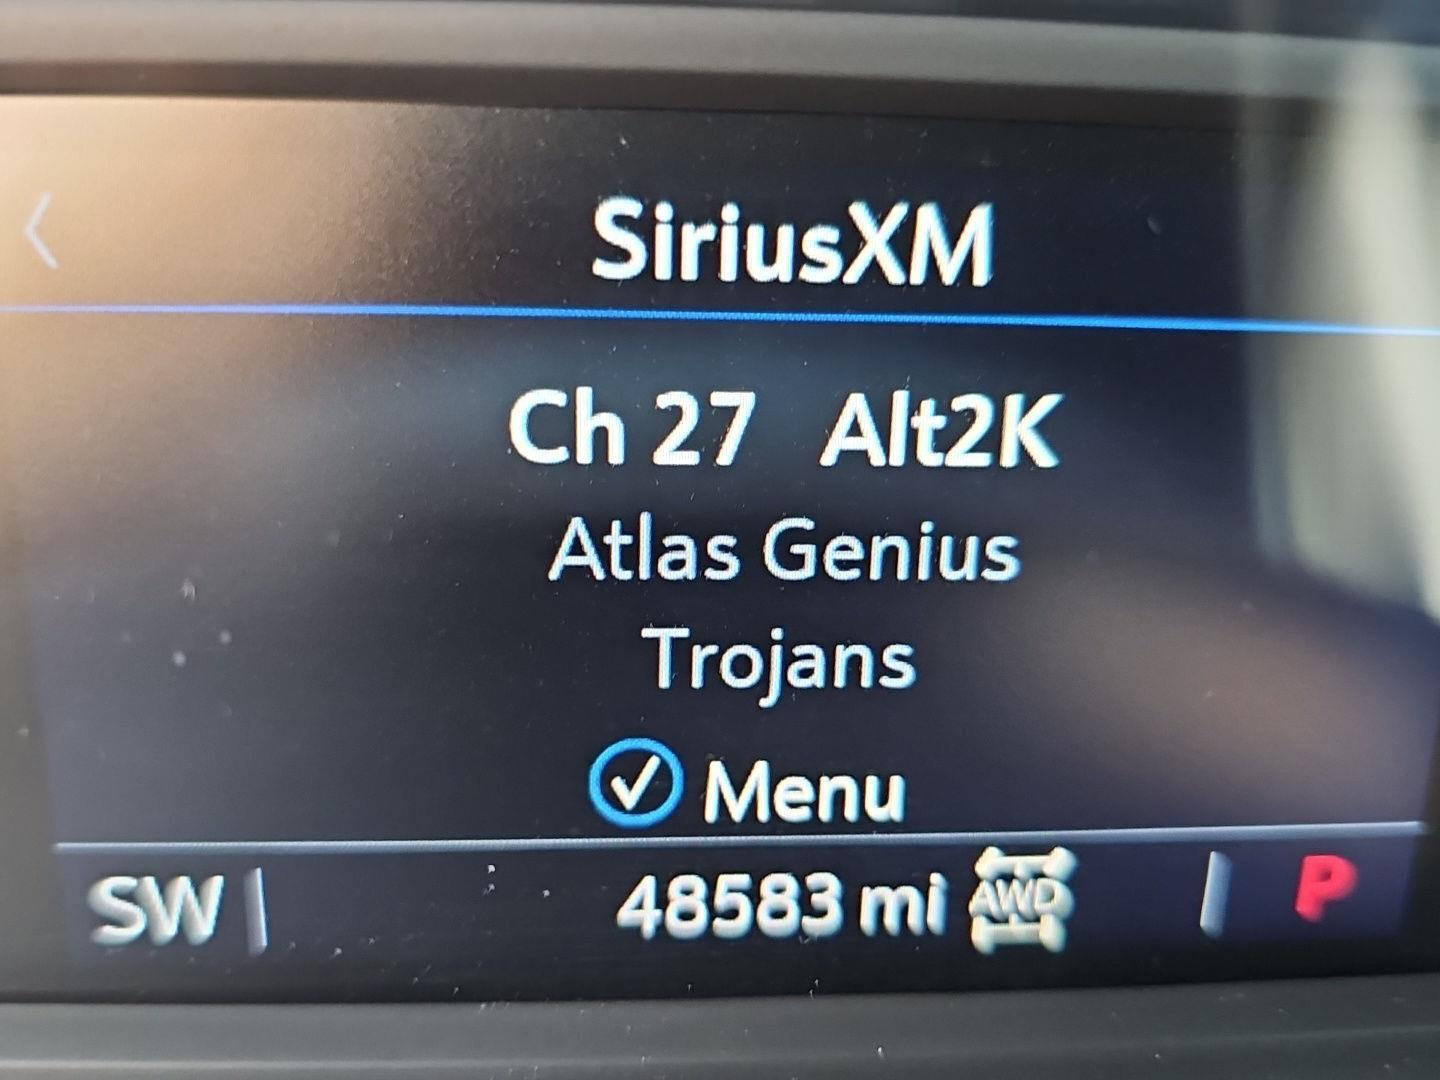 SiriusXM
Ch 27 Alt2K
Atlas Genius
Trojans
Menu
SW 48583 mi AWD P